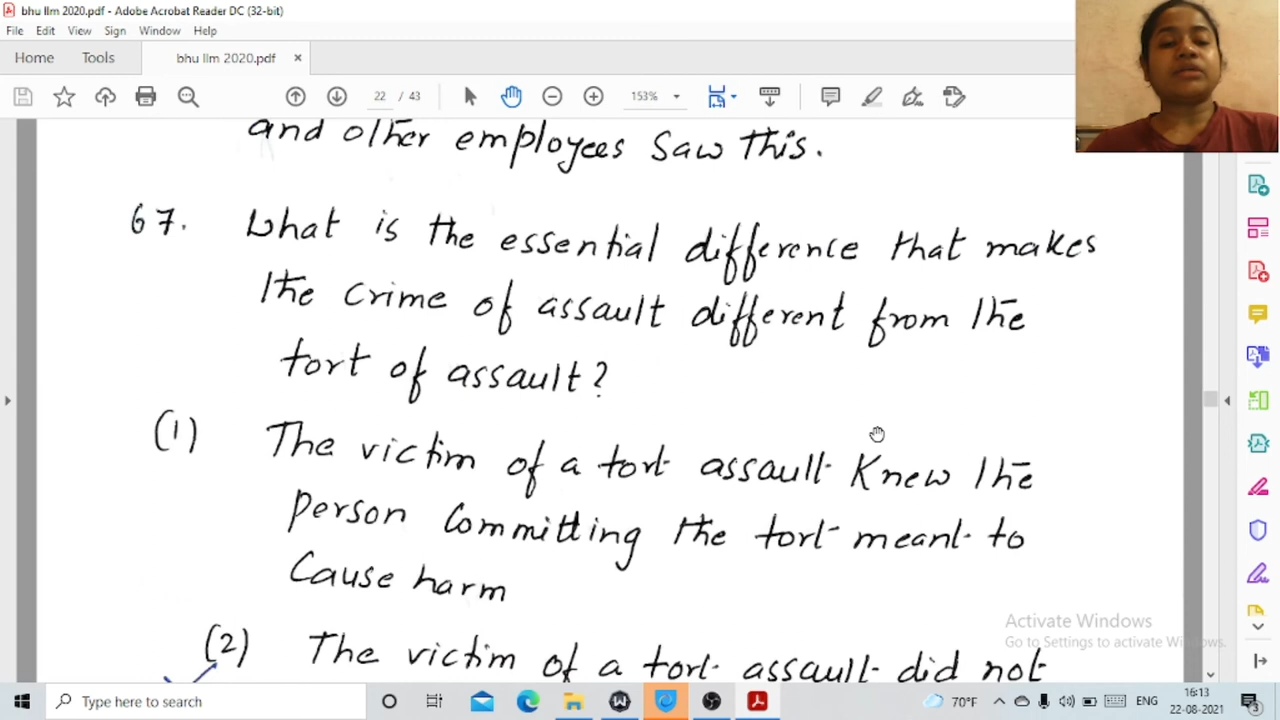 bhu llm 2020.pdf - Adobe Acrobat Reader DC (32-bit)
File Edit View Sign Window Help
Home Tools bhu llm 2020.pdf ×
22 / 43 153%
and other employees saw this.
67. What is the essential difference that makes
the crime of assault different from the
tort of assault?
(1) The victim of a tort assault Knew the
person Committing the tort meant to
Cause harm
(2) The victim of a tort assault did not
Activate Windows
Go to Settings to activate Windows.
Type here to search
70°F ENG 16:13
22-08-2021
3